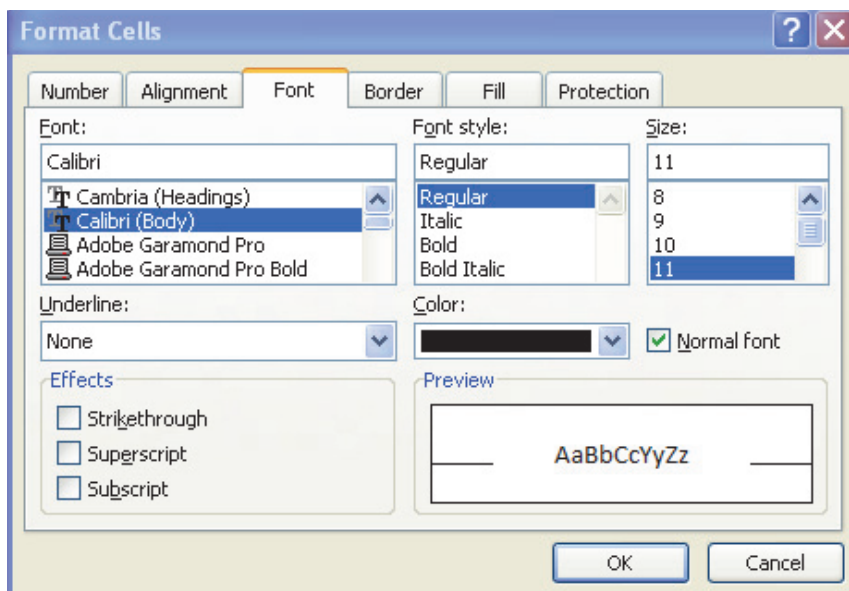 Format Cells
Number Alignment Font Border Fill Protection
Font: Font style: Size:
Calibri Regular 11
Cambria (Headings) Regular 8
Calibri (Body) Italic 9
Adobe Garamond Pro Bold 10
Adobe Garamond Pro Bold Bold Italic 11
Underline: Color:
None Normal font
Effects Preview
Strikethrough
Superscript AaBbCcYyZz
Subscript
OK Cancel